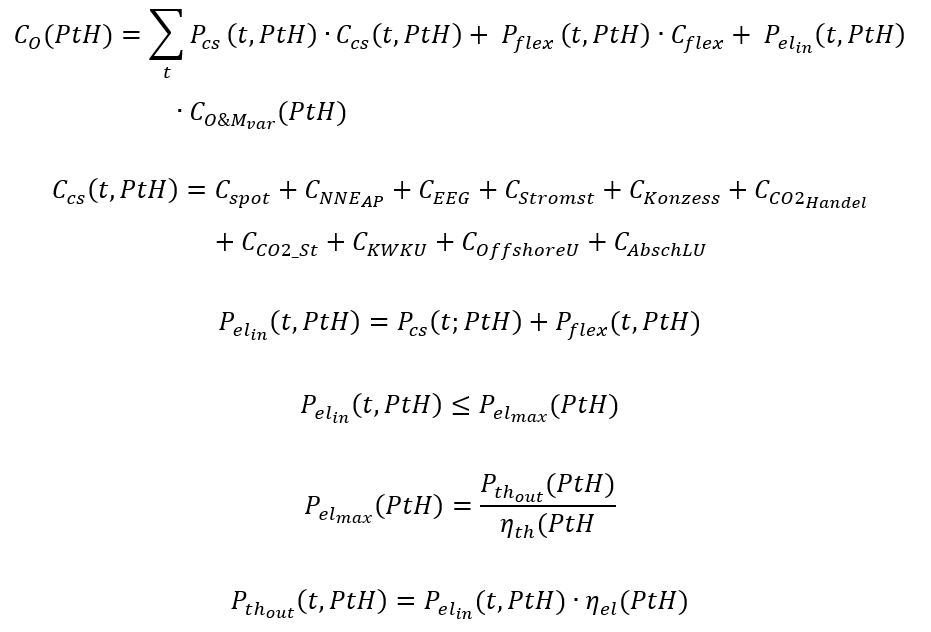 C_O(PtH) = ∑_t P_cs (t, PtH) · C_cs(t, PtH) + P_flex (t, PtH) · C_flex + P_el_in (t, PtH)
· C_O&M_var (PtH)
C_cs(t, PtH) = C_spot + C_NNE_AP + C_EEG + C_Stromst + C_Konzess + C_CO2_Handel
+ C_CO2_St + C_KWKU + C_OffshoreU + C_AbschLU
P_el_in (t, PtH) = P_cs(t; PtH) + P_flex(t, PtH)
P_el_in (t, PtH) ≤ P_el_max (PtH)
P_el_max (PtH) = P_th_out (PtH) / η_th(PtH
P_th_out (t, PtH) = P_el_in (t, PtH) · η_el(PtH)